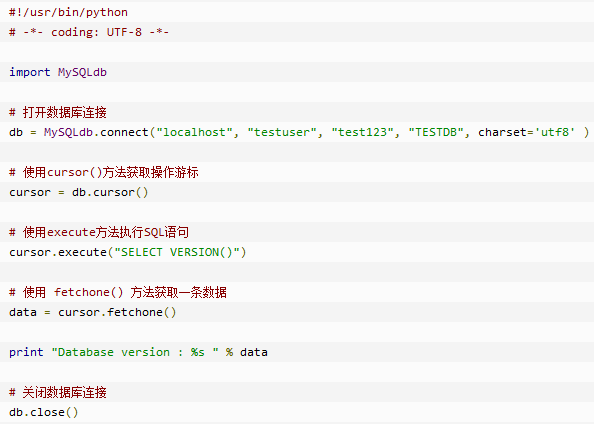 #!/usr/bin/python
# -*- coding: UTF-8 -*-
import MySQLdb
# 打开数据库连接
db = MySQLdb.connect("localhost", "testuser", "test123", "TESTDB", charset='utf8' )
# 使用cursor()方法获取操作游标
cursor = db.cursor()
# 使用execute方法执行SQL语句
cursor.execute("SELECT VERSION()")
# 使用 fetchone() 方法获取一条数据
data = cursor.fetchone()
print "Database version : %s " % data
# 关闭数据库连接
db.close()